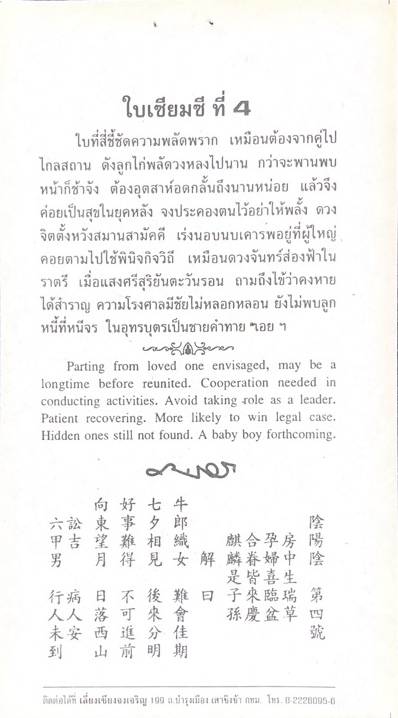 ใบเซียมซี ที่ 4
ใบที่สี่ชี้ชัดความพลัดพราก เหมือนต้องจากคู่ไป
ไกลสถาน ดังลูกไก่พลัดวงหลงไปนาน กว่าจะพานพบ
หน้าก็ช้าจัง ต้องอุตสาห์อดกลั้นถึงนานหน่อย แล้วจึง
ค่อยเป็นสุขในยุคหลัง จงประคองตนไว้อย่าให้พลั้ง ดวง
จิตตั้งหวังสมานสามัคคี เร่งนอบนบเคารพอยู่ที่ผู้ใหญ่
คอยตามไปใช้พินิจกิจวิถี เหมือนดวงจันทร์ส่องฟ้าใน
ราตรี เมื่อแสงศรีสุริยันตะวันรอน ถามถึงไข้ว่าคงหาย
ได้สำราญ ความโรงศาลมีชัยไม่หลอกหลอน ยังไม่พบลูก
หนี้ที่หนีจร ในอุทรบุตรเป็นชายคำทาย เอย ฯ
Parting from loved one envisaged, may be a
longtime before reunited. Cooperation needed in
conducting activities. Avoid taking role as a leader.
Patient recovering. More likely to win legal case.
Hidden ones still not found. A baby boy forthcoming.
陰陽陰 第四號
房中生瑞草
孕婦喜臨盆
合春皆來慶
麒麟是子孫
解曰
牛郎織女 難會佳期
七夕相見 後來分明
好事難得 不可進前
向東望月 日落西山
訟吉 病人安
六甲男 行人未到
ติดต่อได้ที่ เลี่ยงเซียงจงเจริญ 199 ถ.บำรุงเมือง เสาชิงช้า กทม. โทร. 0-2226095-6